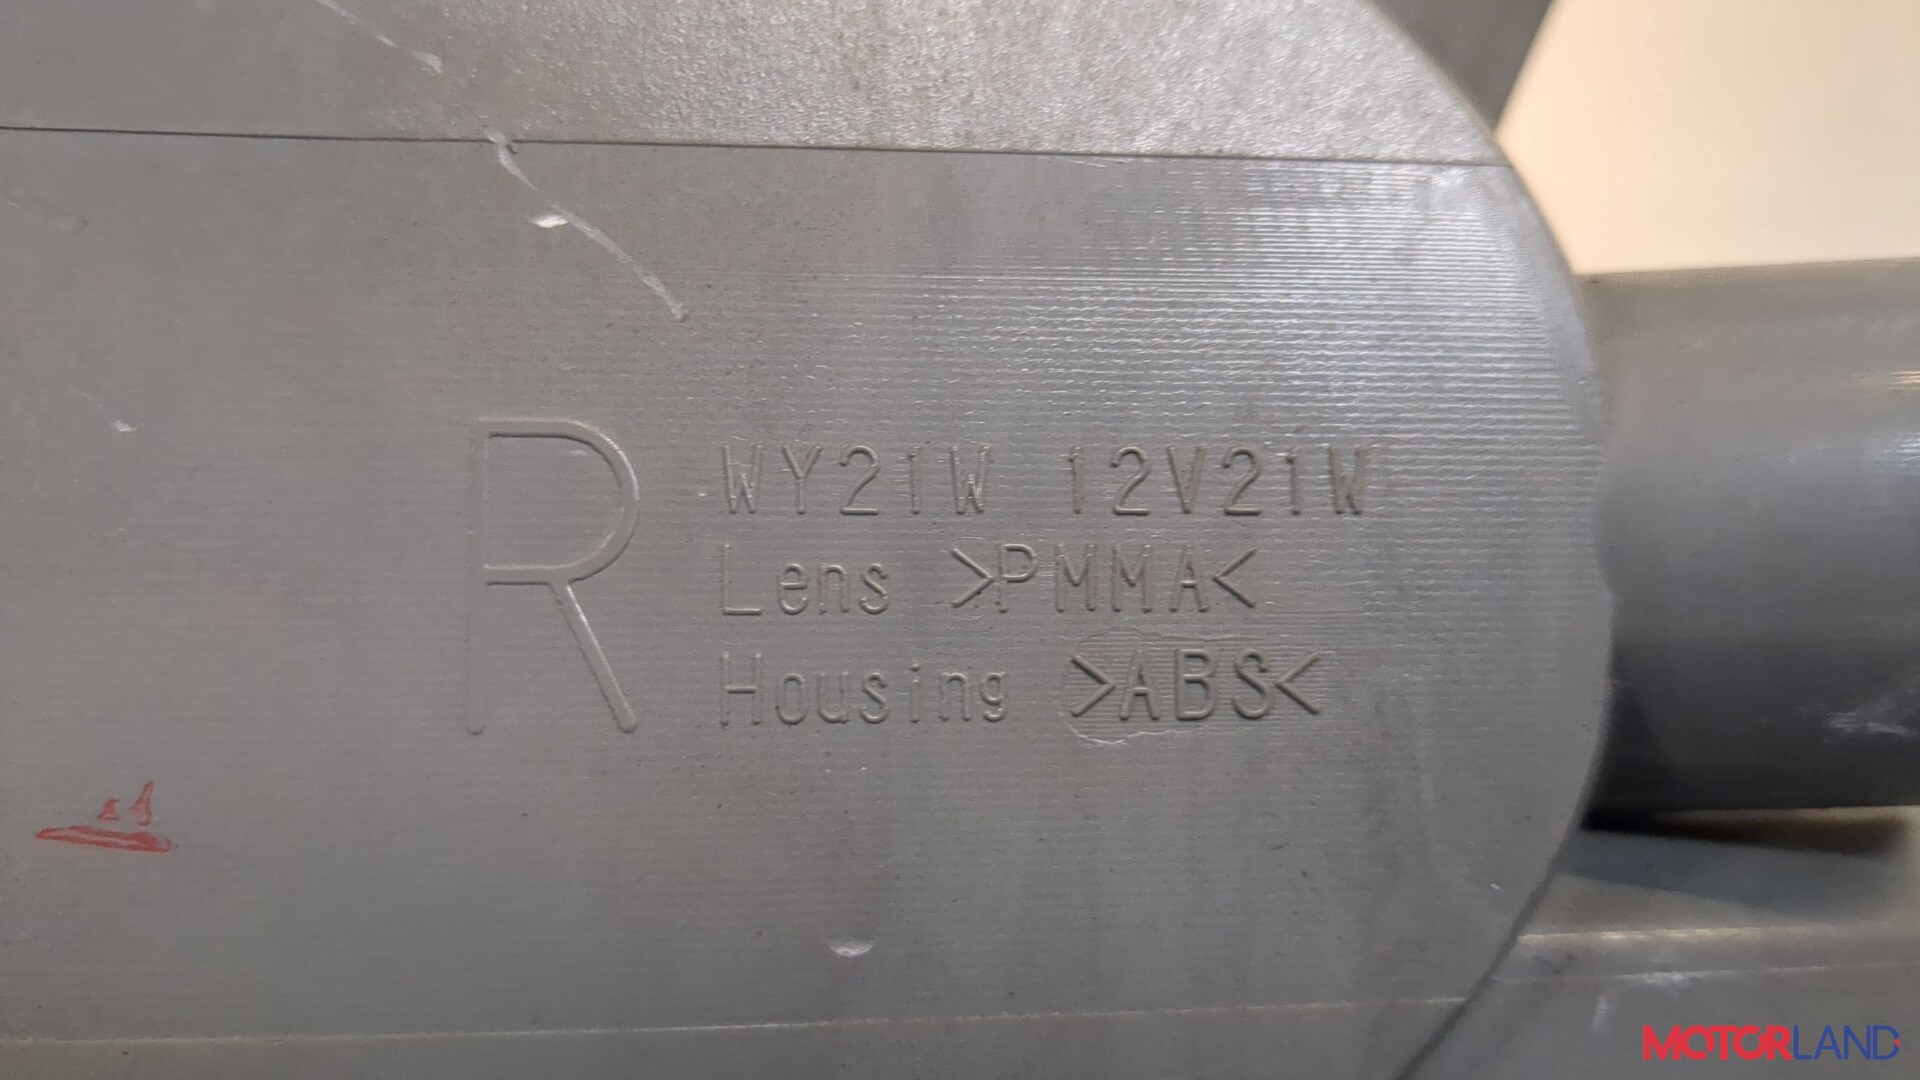 R
WY21W 12V21W
Lens >PMMA<
Housing >ABS<
MOTORLAND